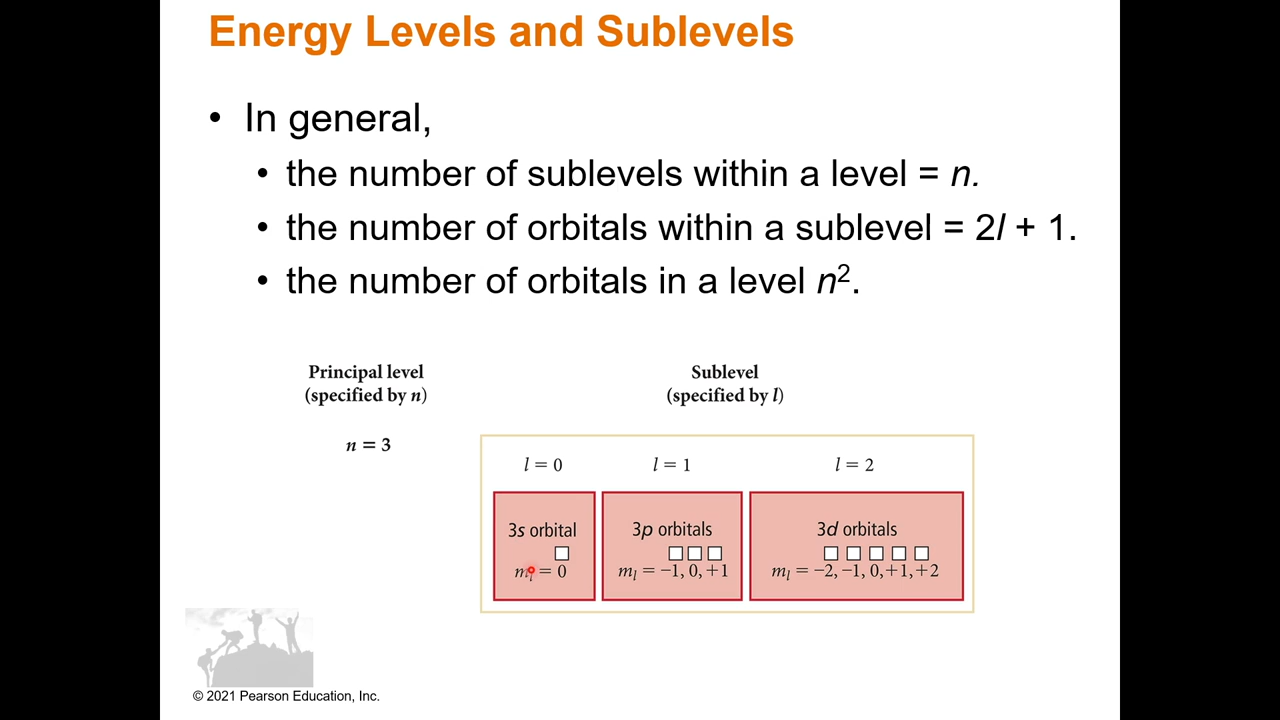 Energy Levels and Sublevels
• In general,
• the number of sublevels within a level = n.
• the number of orbitals within a sublevel = 2l + 1.
• the number of orbitals in a level n².
Principal level
(specified by n)
Sublevel
(specified by l)
n = 3
l = 0
l = 1
l = 2
3s orbital
3p orbitals
3d orbitals
mₗ = 0
mₗ = −1, 0, +1
mₗ = −2, −1, 0, +1, +2
© 2021 Pearson Education, Inc.